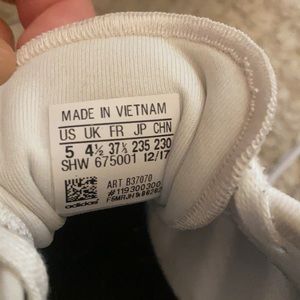 MADE IN VIETNAM
US UK FR JP CHN
5 4½ 37⅓ 235 230
SHW 675001 12/17
ART B37070
#119300300
adidas